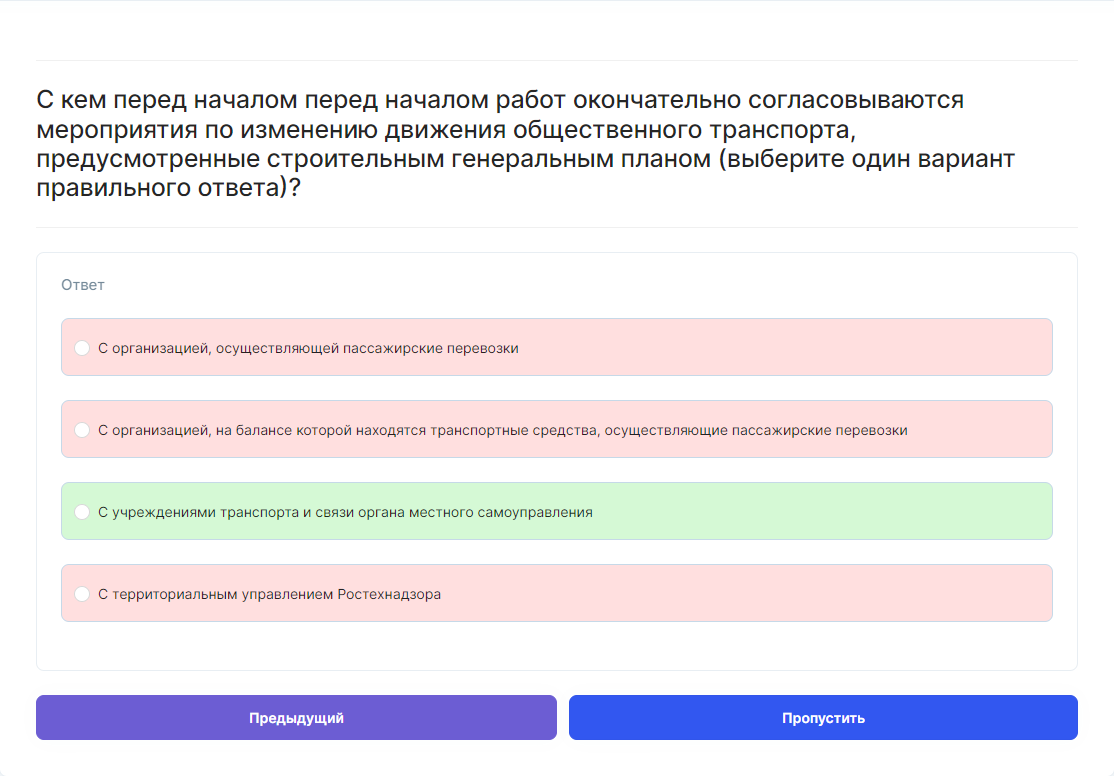 С кем перед началом перед началом работ окончательно согласовываются
мероприятия по изменению движения общественного транспорта,
предусмотренные строительным генеральным планом (выберите один вариант
правильного ответа)?
Ответ
С организацией, осуществляющей пассажирские перевозки
С организацией, на балансе которой находятся транспортные средства, осуществляющие пассажирские перевозки
С учреждениями транспорта и связи органа местного самоуправления
С территориальным управлением Ростехнадзора
Предыдущий
Пропустить